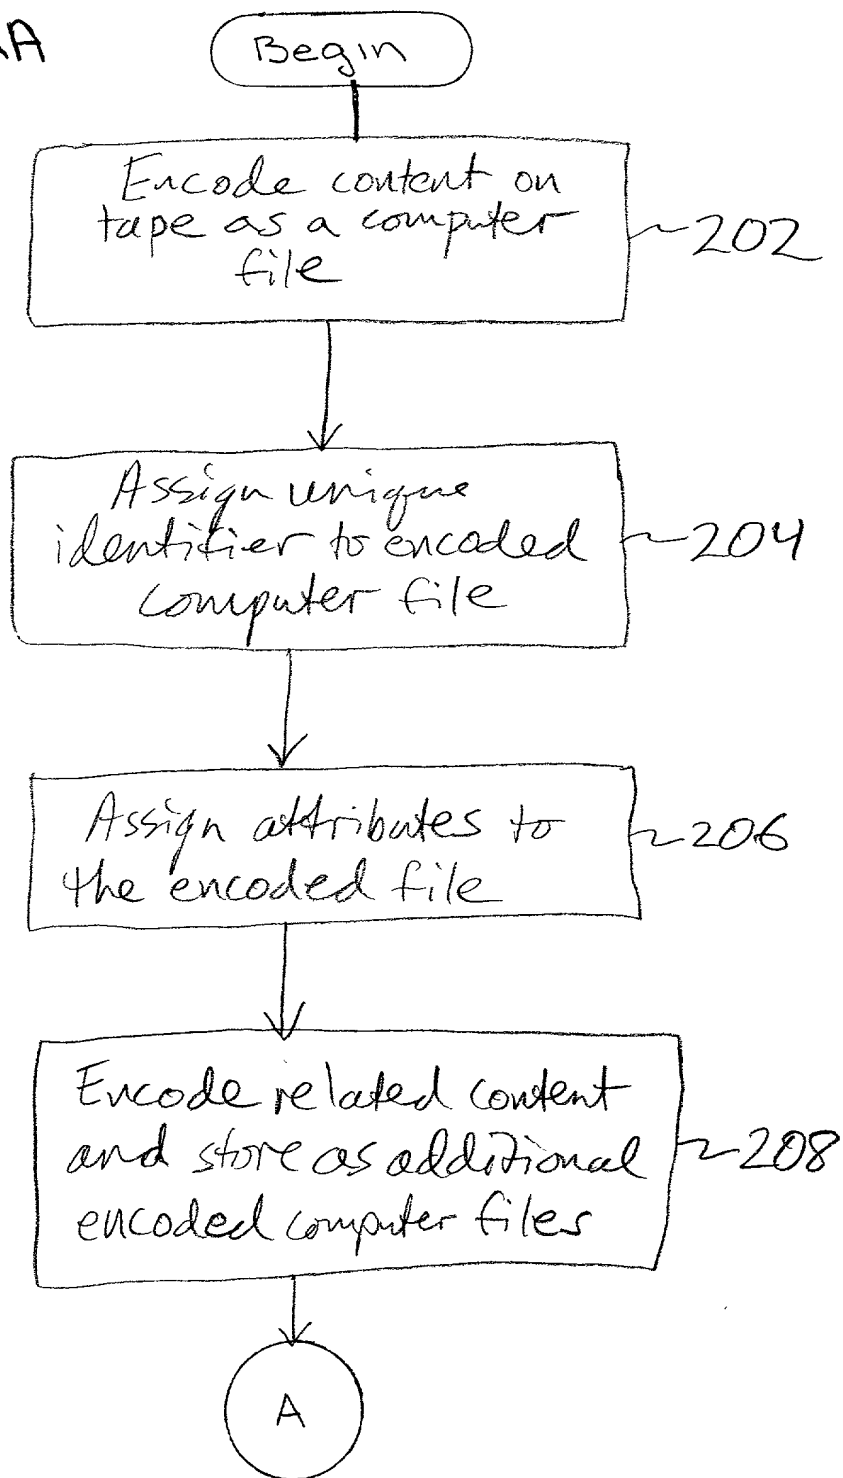 Begin
Encode content on
tape as a computer
file
202
Assign unique
identifier to encoded
computer file
204
Assign attributes to
the encoded file
206
Encode related content
and store as additional
encoded computer files
208
A